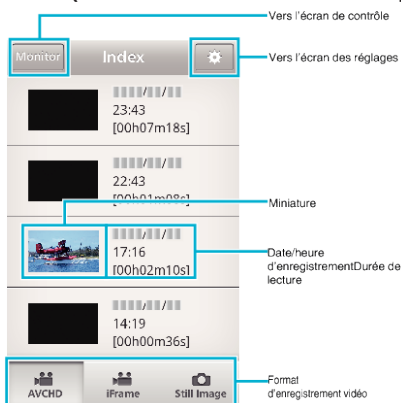 Vers l'écran de contrôle
Monitor
Index
Vers l'écran des réglages
23:43
[00h07m18s]
22:43
[00h01m08s]
Miniature
17:16
[00h02m10s]
Date/heure
d'enregistrementDurée de
lecture
14:19
[00h00m36s]
AVCHD
iFrame
Still Image
Format
d'enregistrement vidéo